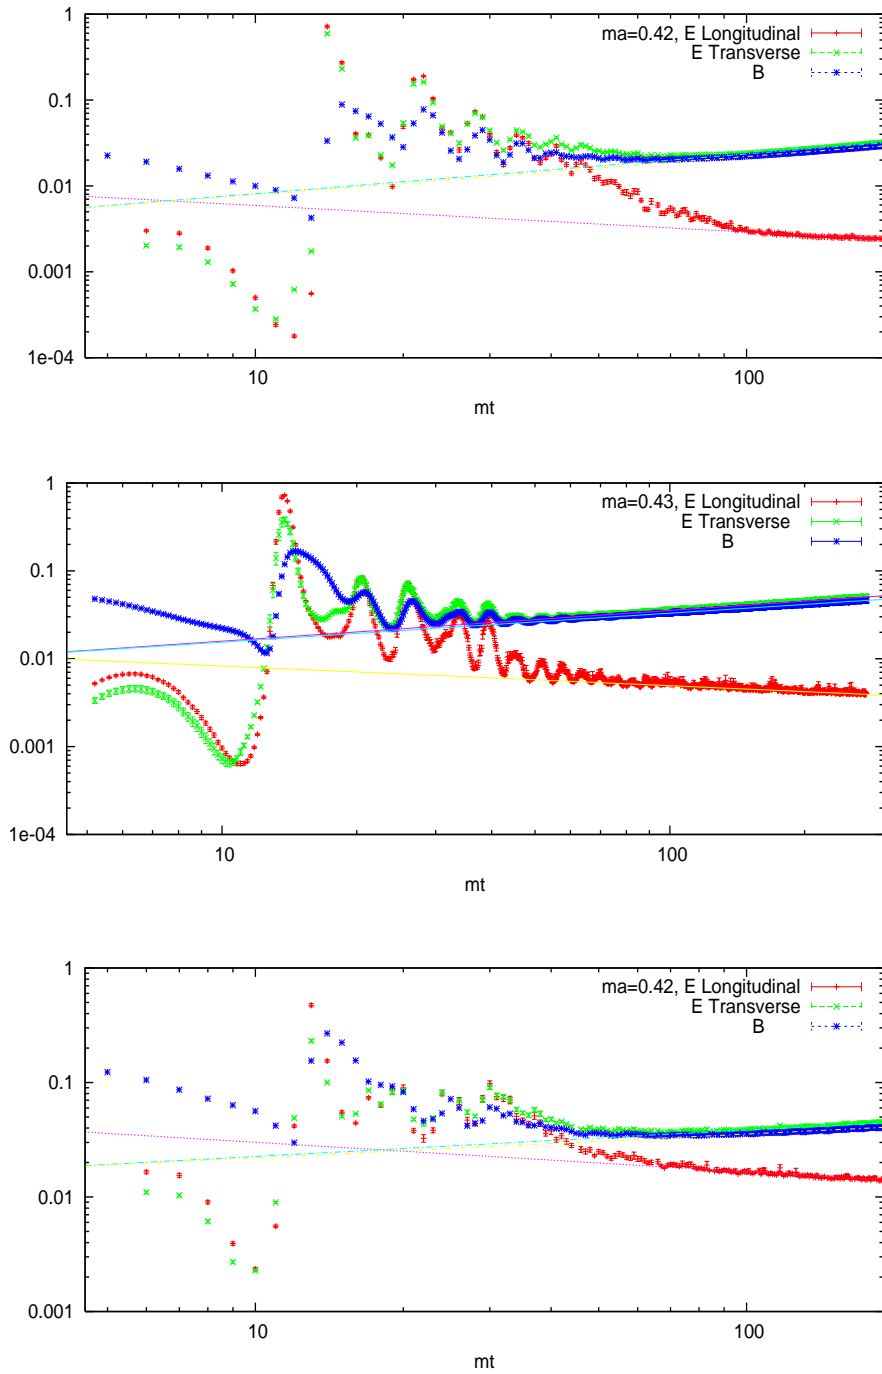 1
ma=0.42, E Longitudinal
E Transverse
B
0.1
0.01
0.001
1e-04
10 100
mt
1
ma=0.43, E Longitudinal
E Transverse
B
0.1
0.01
0.001
1e-04
10 100
mt
1
ma=0.42, E Longitudinal
E Transverse
B
0.1
0.01
0.001
10 100
mt